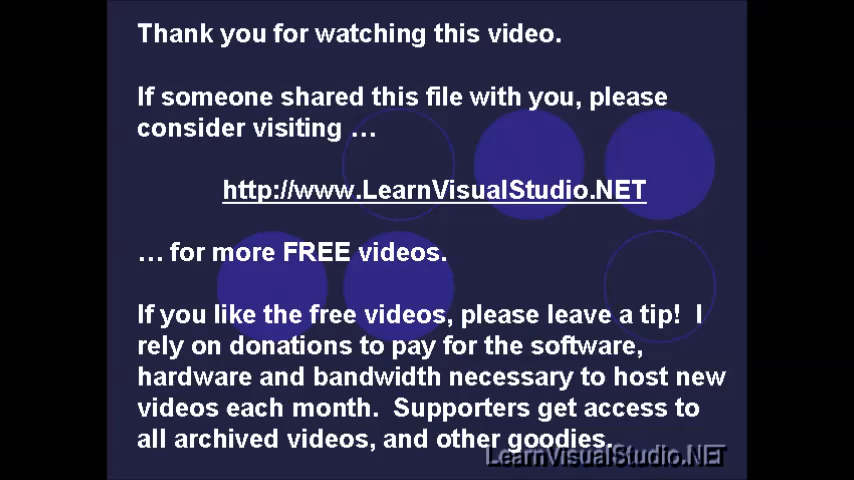 Thank you for watching this video.
If someone shared this file with you, please
consider visiting …
http://www.LearnVisualStudio.NET
… for more FREE videos.
If you like the free videos, please leave a tip!  I
rely on donations to pay for the software,
hardware and bandwidth necessary to host new
videos each month.  Supporters get access to
all archived videos, and other goodies.
LearnVisualStudio.NET